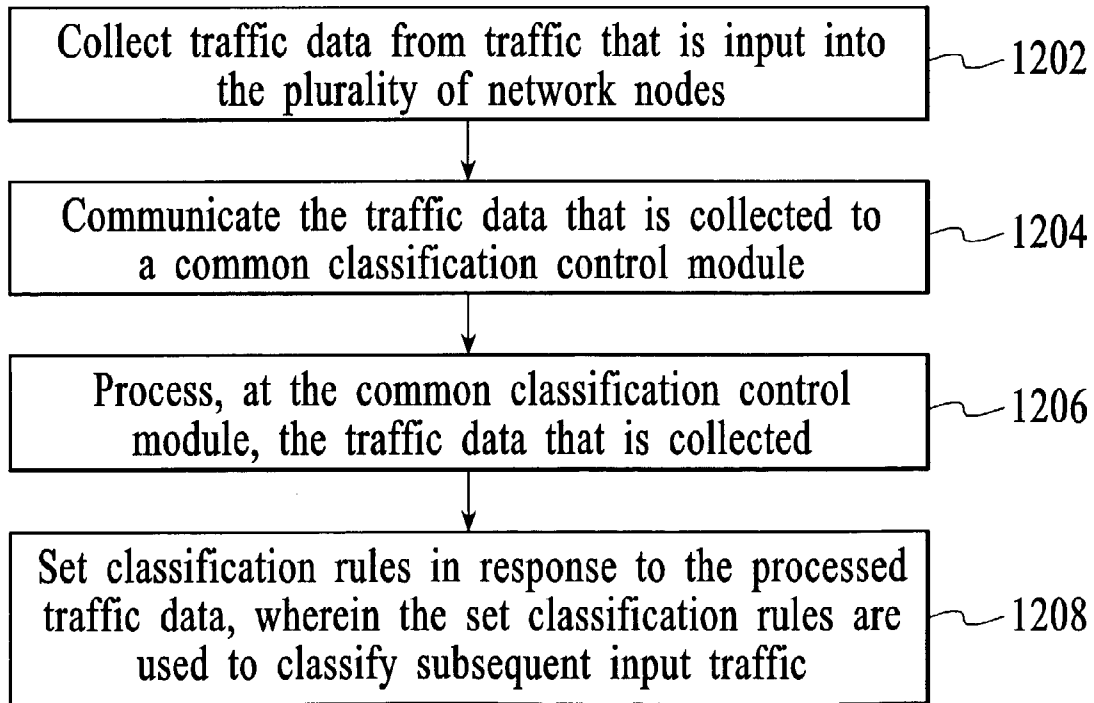 Collect traffic data from traffic that is input into
the plurality of network nodes
1202
Communicate the traffic data that is collected to
a common classification control module
1204
Process, at the common classification control
module, the traffic data that is collected
1206
Set classification rules in response to the processed
traffic data, wherein the set classification rules are
used to classify subsequent input traffic
1208